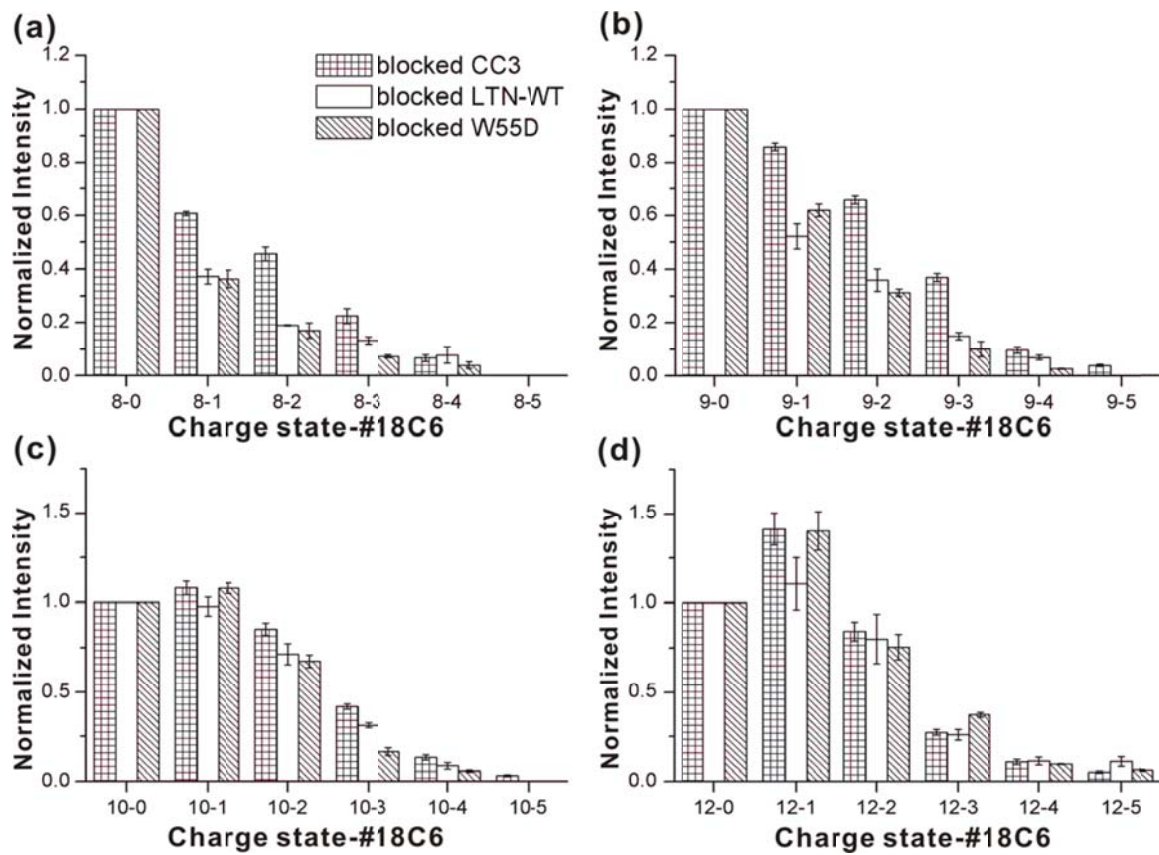 (a)
Normalized Intensity
1.2
1.0
0.8
0.6
0.4
0.2
0.0
blocked CC3
blocked LTN-WT
blocked W55D
8-0 8-1 8-2 8-3 8-4 8-5
Charge state-#18C6
(b)
Normalized Intensity
1.2
1.0
0.8
0.6
0.4
0.2
0.0
9-0 9-1 9-2 9-3 9-4 9-5
Charge state-#18C6
(c)
Normalized Intensity
1.5
1.0
0.5
0.0
10-0 10-1 10-2 10-3 10-4 10-5
Charge state-#18C6
(d)
Normalized Intensity
1.5
1.0
0.5
0.0
12-0 12-1 12-2 12-3 12-4 12-5
Charge state-#18C6